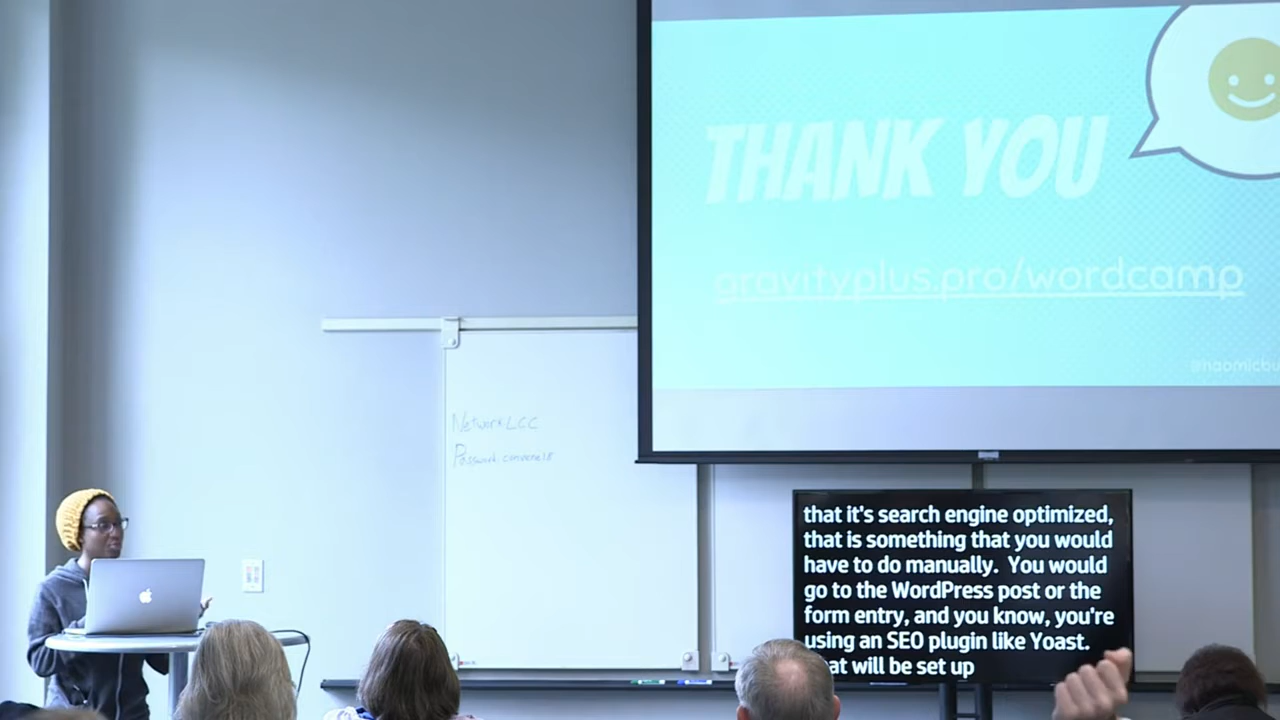 THANK YOU
gravityplus.pro/wordcamp
Network LCC
that it's search engine optimized,
that is something that you would
have to do manually. You would
go to the WordPress post or the
form entry, and you know, you're
using an SEO plugin like Yoast.
will be set up